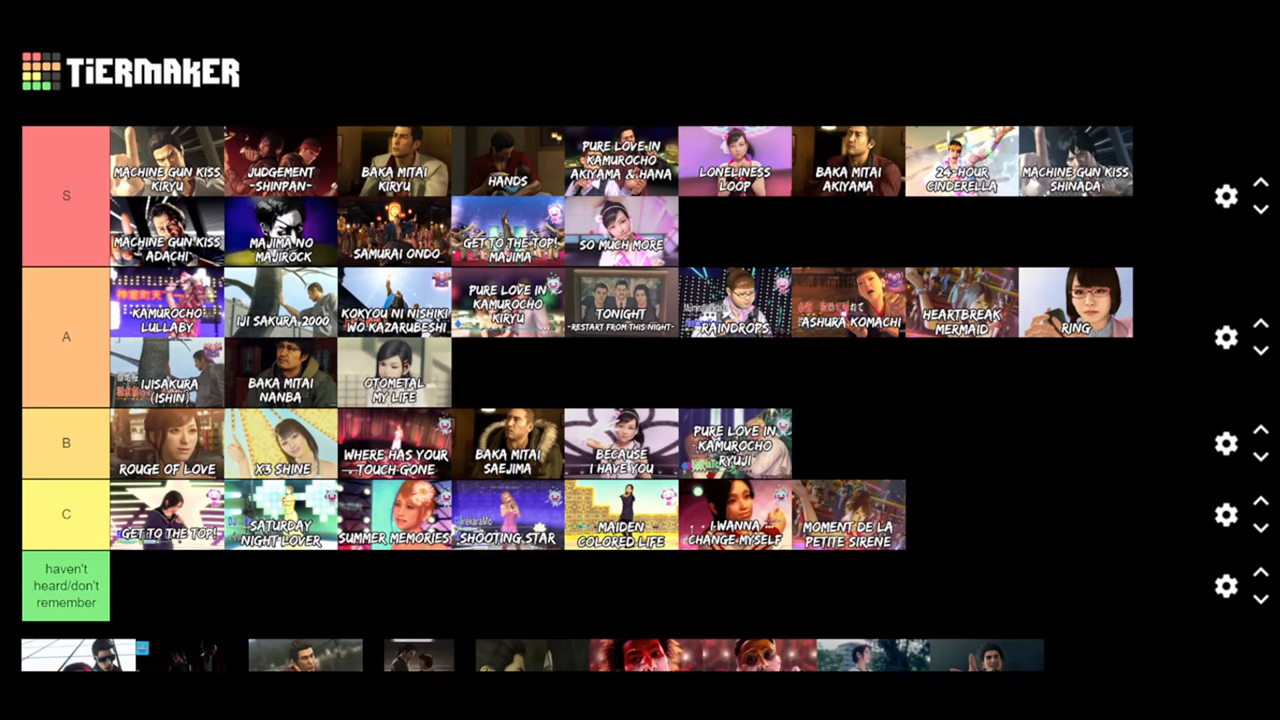 TiERMAKER
S
MACHINE GUN KISS
KIRYU
JUDGEMENT
-SHINPAN-
BAKA MITAI
KIRYU
HANDS
PURE LOVE IN
KAMUROCHO
AKIYAMA & HANA
LONELINESS
LOOP
BAKA MITAI
AKIYAMA
24-HOUR
CINDERELLA
MACHINE GUN KISS
SHINADA
MACHINE GUN KISS
ADACHI
MAJIMA NO
MAJIROCK
SAMURAI ONDO
GET TO THE TOP!
MAJIMA
SO MUCH MORE
A
KAMUROCHO
LULLABY
IJI SAKURA 2000
KOKYOU NI NISHIKI
WO KAZARUBESHI
PURE LOVE IN
KAMUROCHO
KIRYU
TONIGHT
-RESTART FROM THIS NIGHT-
RAINDROPS
ASHURA KOMACHI
HEARTBREAK
MERMAID
RING
IJISAKURA
(ISHIN)
BAKA MITAI
NANBA
OTOMETAL
MY LIFE
B
ROUGE OF LOVE
X3 SHINE
WHERE HAS YOUR
TOUCH GONE
BAKA MITAI
SAEJIMA
BECAUSE
I HAVE YOU
PURE LOVE IN
KAMUROCHO
RYUJI
C
GET TO THE TOP!
SATURDAY
NIGHT LOVER
SUMMER MEMORIES
SHOOTING STAR
MAIDEN
COLORED LIFE
I WANNA
CHANGE MYSELF
MOMENT DE LA
PETITE SIRENE
haven't
heard/don't
remember